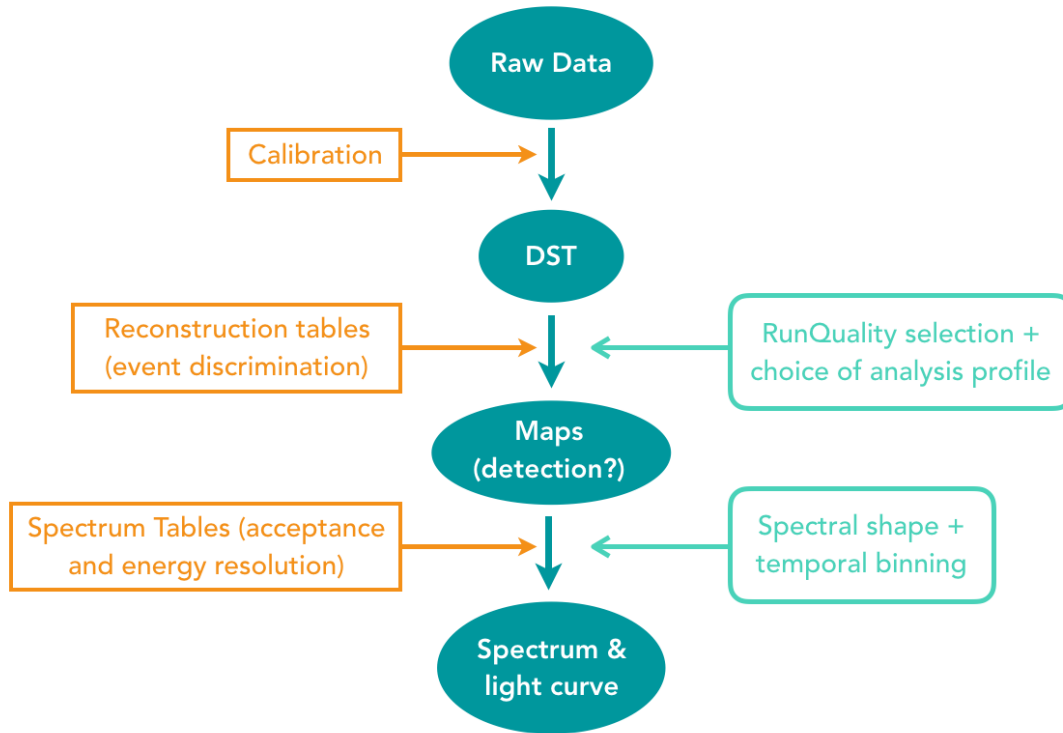 Raw Data
Calibration
DST
Reconstruction tables
(event discrimination)
RunQuality selection +
choice of analysis profile
Maps
(detection?)
Spectrum Tables (acceptance
and energy resolution)
Spectral shape +
temporal binning
Spectrum &
light curve